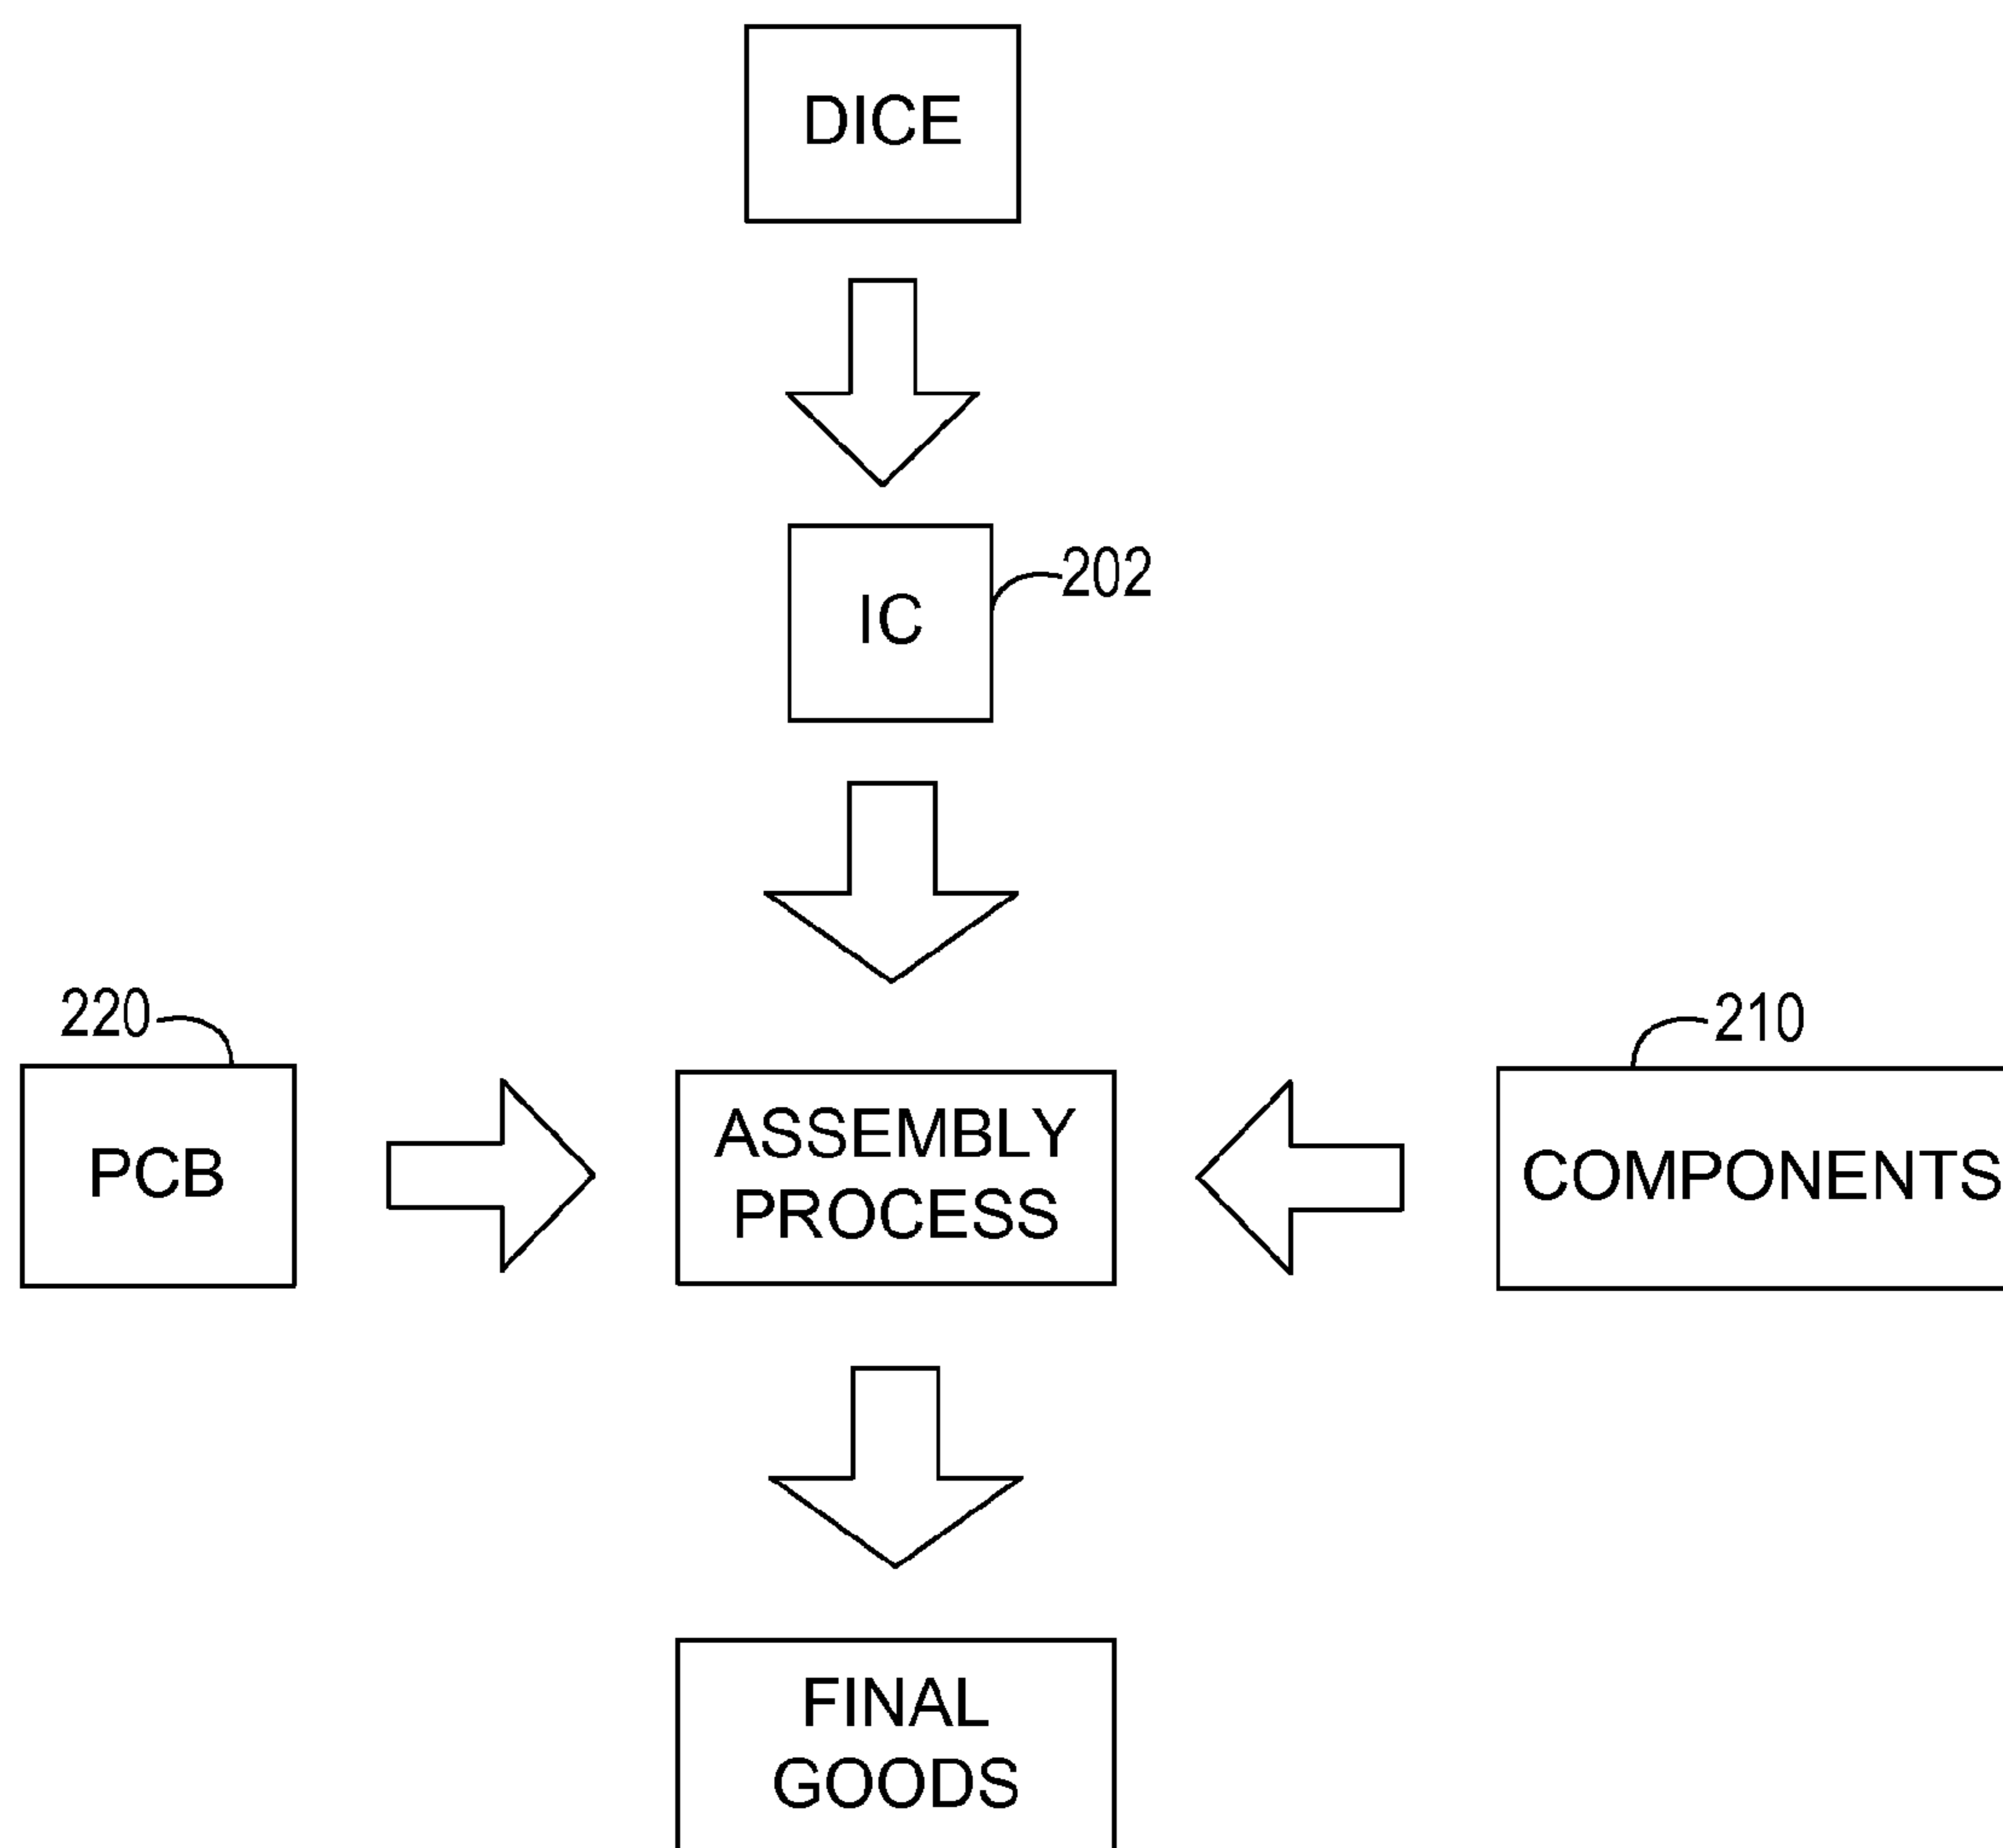 DICE
IC
202
220
210
PCB
ASSEMBLY
PROCESS
COMPONENTS
FINAL
GOODS